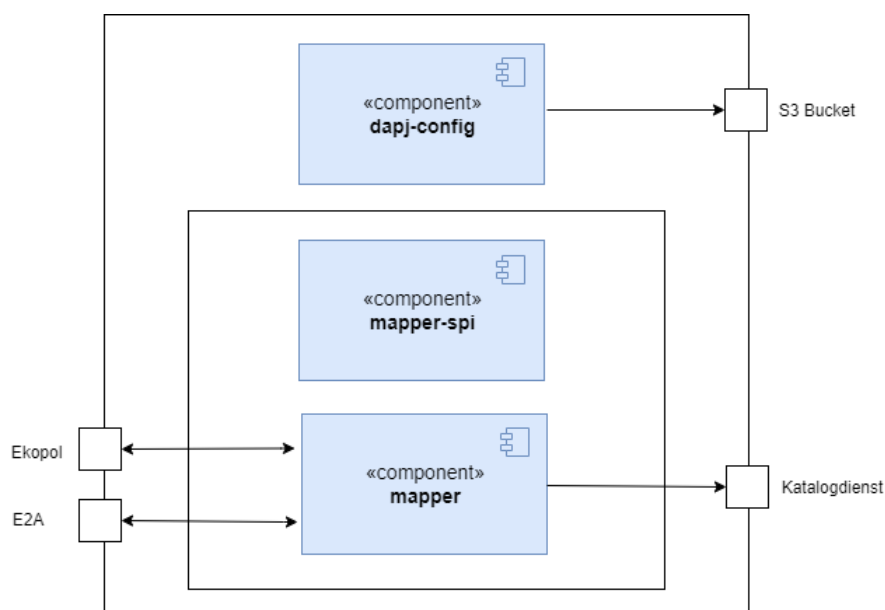 «component»
dapj-config
S3 Bucket
«component»
mapper-spi
Ekopol
«component»
mapper
Katalogdienst
E2A